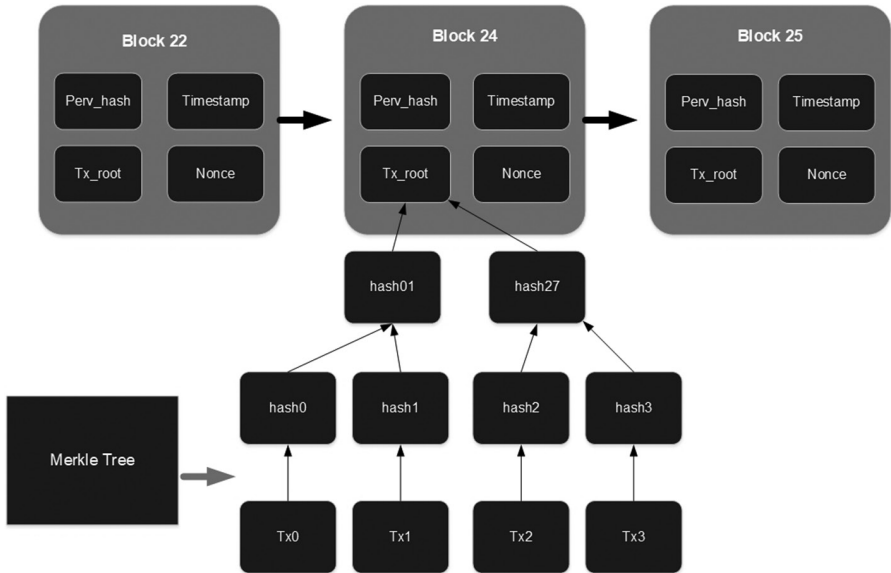 Block 22
Block 24
Block 25
Perv_hash
Timestamp
Perv_hash
Timestamp
Perv_hash
Timestamp
Tx_root
Nonce
Tx_root
Nonce
Tx_root
Nonce
hash01
hash27
hash0
hash1
hash2
hash3
Merkle Tree
Tx0
Tx1
Tx2
Tx3